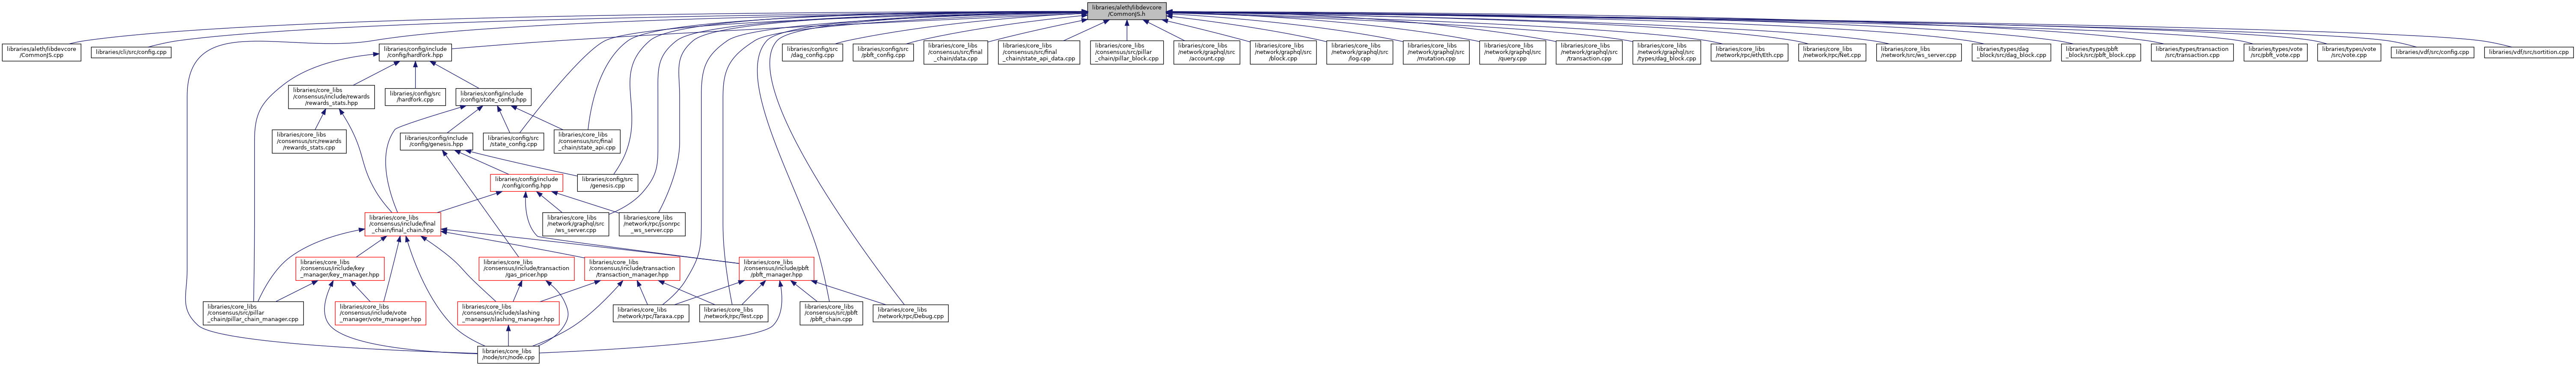 libraries/aleth/libdevcore
/CommonJS.h
libraries/aleth/libdevcore
/CommonJS.cpp
libraries/cli/src/config.cpp
libraries/config/include
/config/hardfork.hpp
libraries/config/src
/dag_config.cpp
libraries/config/src
/pbft_config.cpp
libraries/core_libs
/consensus/src/final
_chain/data.cpp
libraries/core_libs
/consensus/src/final
_chain/state_api_data.cpp
libraries/core_libs
/consensus/src/pillar
_chain/pillar_block.cpp
libraries/core_libs
/network/graphql/src
/account.cpp
libraries/core_libs
/network/graphql/src
/block.cpp
libraries/core_libs
/network/graphql/src
/log.cpp
libraries/core_libs
/network/graphql/src
/mutation.cpp
libraries/core_libs
/network/graphql/src
/query.cpp
libraries/core_libs
/network/graphql/src
/transaction.cpp
libraries/core_libs
/network/graphql/src
/types/dag_block.cpp
libraries/core_libs
/network/rpc/eth/Eth.cpp
libraries/core_libs
/network/rpc/Net.cpp
libraries/core_libs
/network/src/ws_server.cpp
libraries/types/dag
_block/src/dag_block.cpp
libraries/types/pbft
_block/src/pbft_block.cpp
libraries/types/transaction
/src/transaction.cpp
libraries/types/vote
/src/pbft_vote.cpp
libraries/types/vote
/src/vote.cpp
libraries/vdf/src/config.cpp
libraries/vdf/src/sortition.cpp
libraries/core_libs
/consensus/include/rewards
/rewards_stats.hpp
libraries/config/src
/hardfork.cpp
libraries/config/include
/config/state_config.hpp
libraries/core_libs
/consensus/src/rewards
/rewards_stats.cpp
libraries/config/include
/config/genesis.hpp
libraries/config/src
/state_config.cpp
libraries/core_libs
/consensus/src/final
_chain/state_api.cpp
libraries/config/include
/config/config.hpp
libraries/config/src
/genesis.cpp
libraries/core_libs
/consensus/include/final
_chain/final_chain.hpp
libraries/core_libs
/network/graphql/src
/ws_server.cpp
libraries/core_libs
/network/rpc/jsonrpc
_ws_server.cpp
libraries/core_libs
/consensus/include/key
_manager/key_manager.hpp
libraries/core_libs
/consensus/include/transaction
/gas_pricer.hpp
libraries/core_libs
/consensus/include/transaction
/transaction_manager.hpp
libraries/core_libs
/consensus/include/pbft
/pbft_manager.hpp
libraries/core_libs
/consensus/src/pillar
_chain/pillar_chain_manager.cpp
libraries/core_libs
/consensus/include/vote
_manager/vote_manager.hpp
libraries/core_libs
/consensus/include/slashing
_manager/slashing_manager.hpp
libraries/core_libs
/network/rpc/Taraxa.cpp
libraries/core_libs
/network/rpc/Test.cpp
libraries/core_libs
/consensus/src/pbft
/pbft_chain.cpp
libraries/core_libs
/network/rpc/Debug.cpp
libraries/core_libs
/node/src/node.cpp